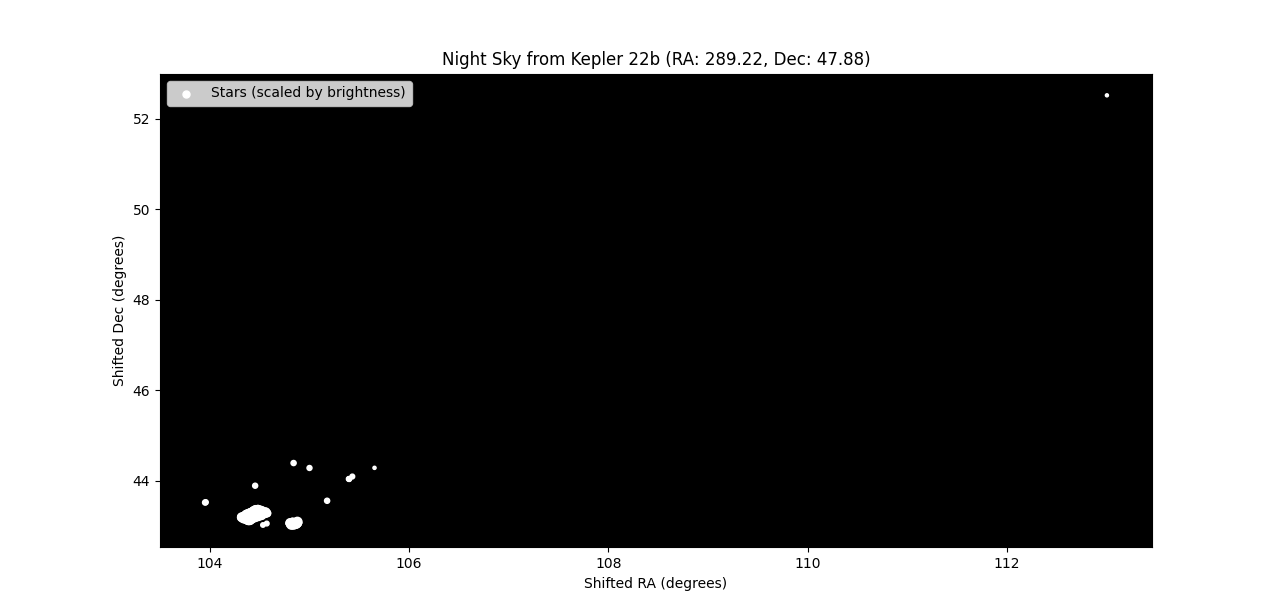 Night Sky from Kepler 22b (RA: 289.22, Dec: 47.88)
Stars (scaled by brightness)
52
50
48
46
44
Shifted Dec (degrees)
104 106 108 110 112
Shifted RA (degrees)